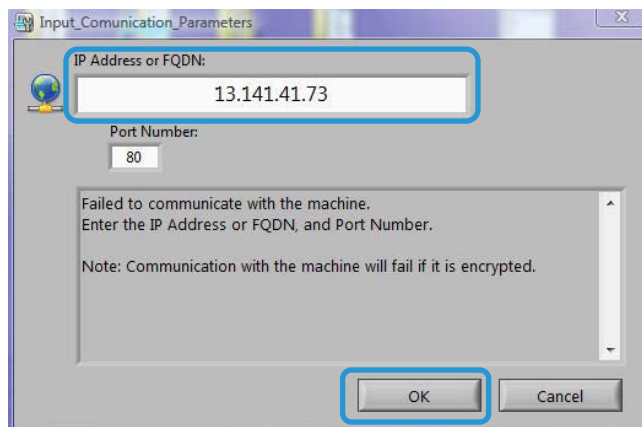 Input_Comunication_Parameters
IP Address or FQDN:
13.141.41.73
Port Number:
80
Failed to communicate with the machine.
Enter the IP Address or FQDN, and Port Number.
Note: Communication with the machine will fail if it is encrypted.
OK
Cancel